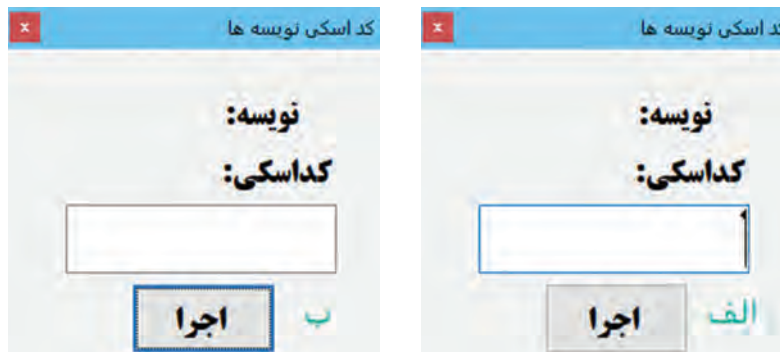 کد اسکی نویسه ها x
نویسه:
کداسکی:
اجرا
الف
کد اسکی نویسه ها x
نویسه:
کداسکی:
اجرا
ب